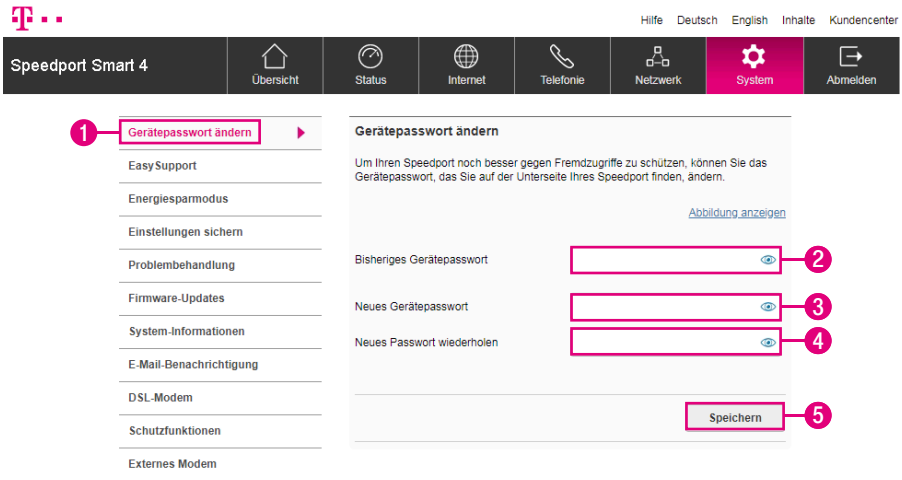 T
Hilfe Deutsch English Inhalte Kundencenter
Speedport Smart 4
Übersicht Status Internet Telefonie Netzwerk System Abmelden
1 Gerätepasswort ändern
EasySupport
Energiesparmodus
Einstellungen sichern
Problembehandlung
Firmware-Updates
System-Informationen
E-Mail-Benachrichtigung
DSL-Modem
Schutzfunktionen
Externes Modem
Gerätepasswort ändern
Um Ihren Speedport noch besser gegen Fremdzugriffe zu schützen, können Sie das
Gerätepasswort, das Sie auf der Unterseite Ihres Speedport finden, ändern.
Abbildung anzeigen
Bisheriges Gerätepasswort 2
Neues Gerätepasswort 3
Neues Passwort wiederholen 4
Speichern 5